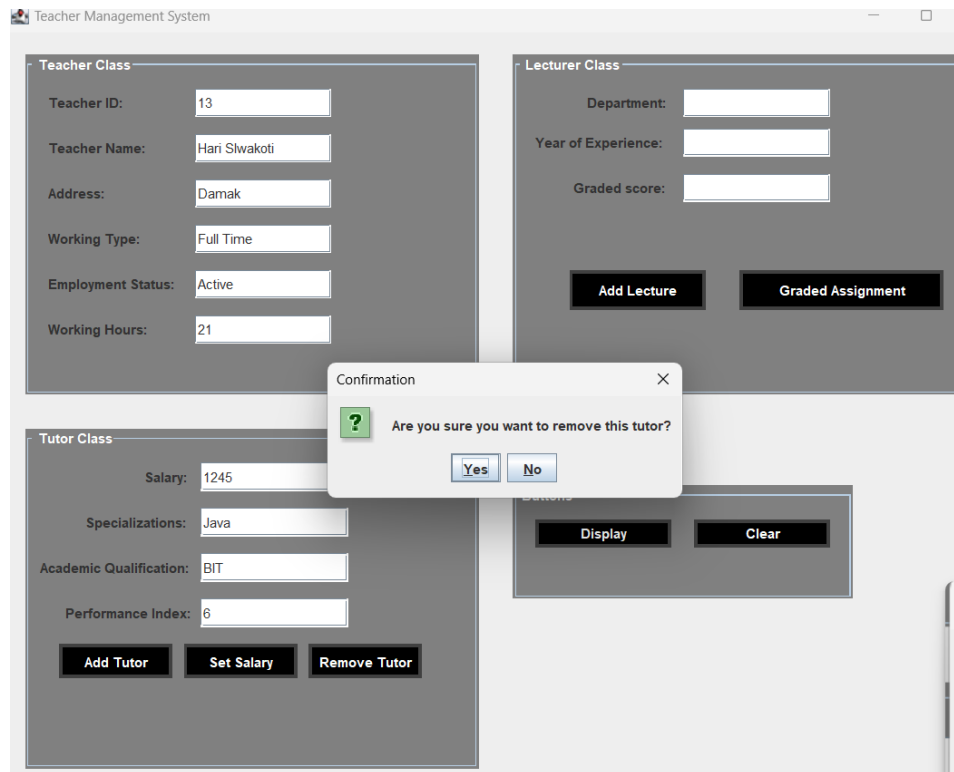 Teacher Management System
Teacher Class
Teacher ID: 13
Teacher Name: Hari Slwakoti
Address: Damak
Working Type: Full Time
Employment Status: Active
Working Hours: 21
Lecturer Class
Department:
Year of Experience:
Graded score:
Add Lecture Graded Assignment
Confirmation
? Are you sure you want to remove this tutor?
Yes No
Tutor Class
Salary: 1245
Specializations: Java
Academic Qualification: BIT
Performance Index: 6
Add Tutor Set Salary Remove Tutor
Buttons
Display Clear